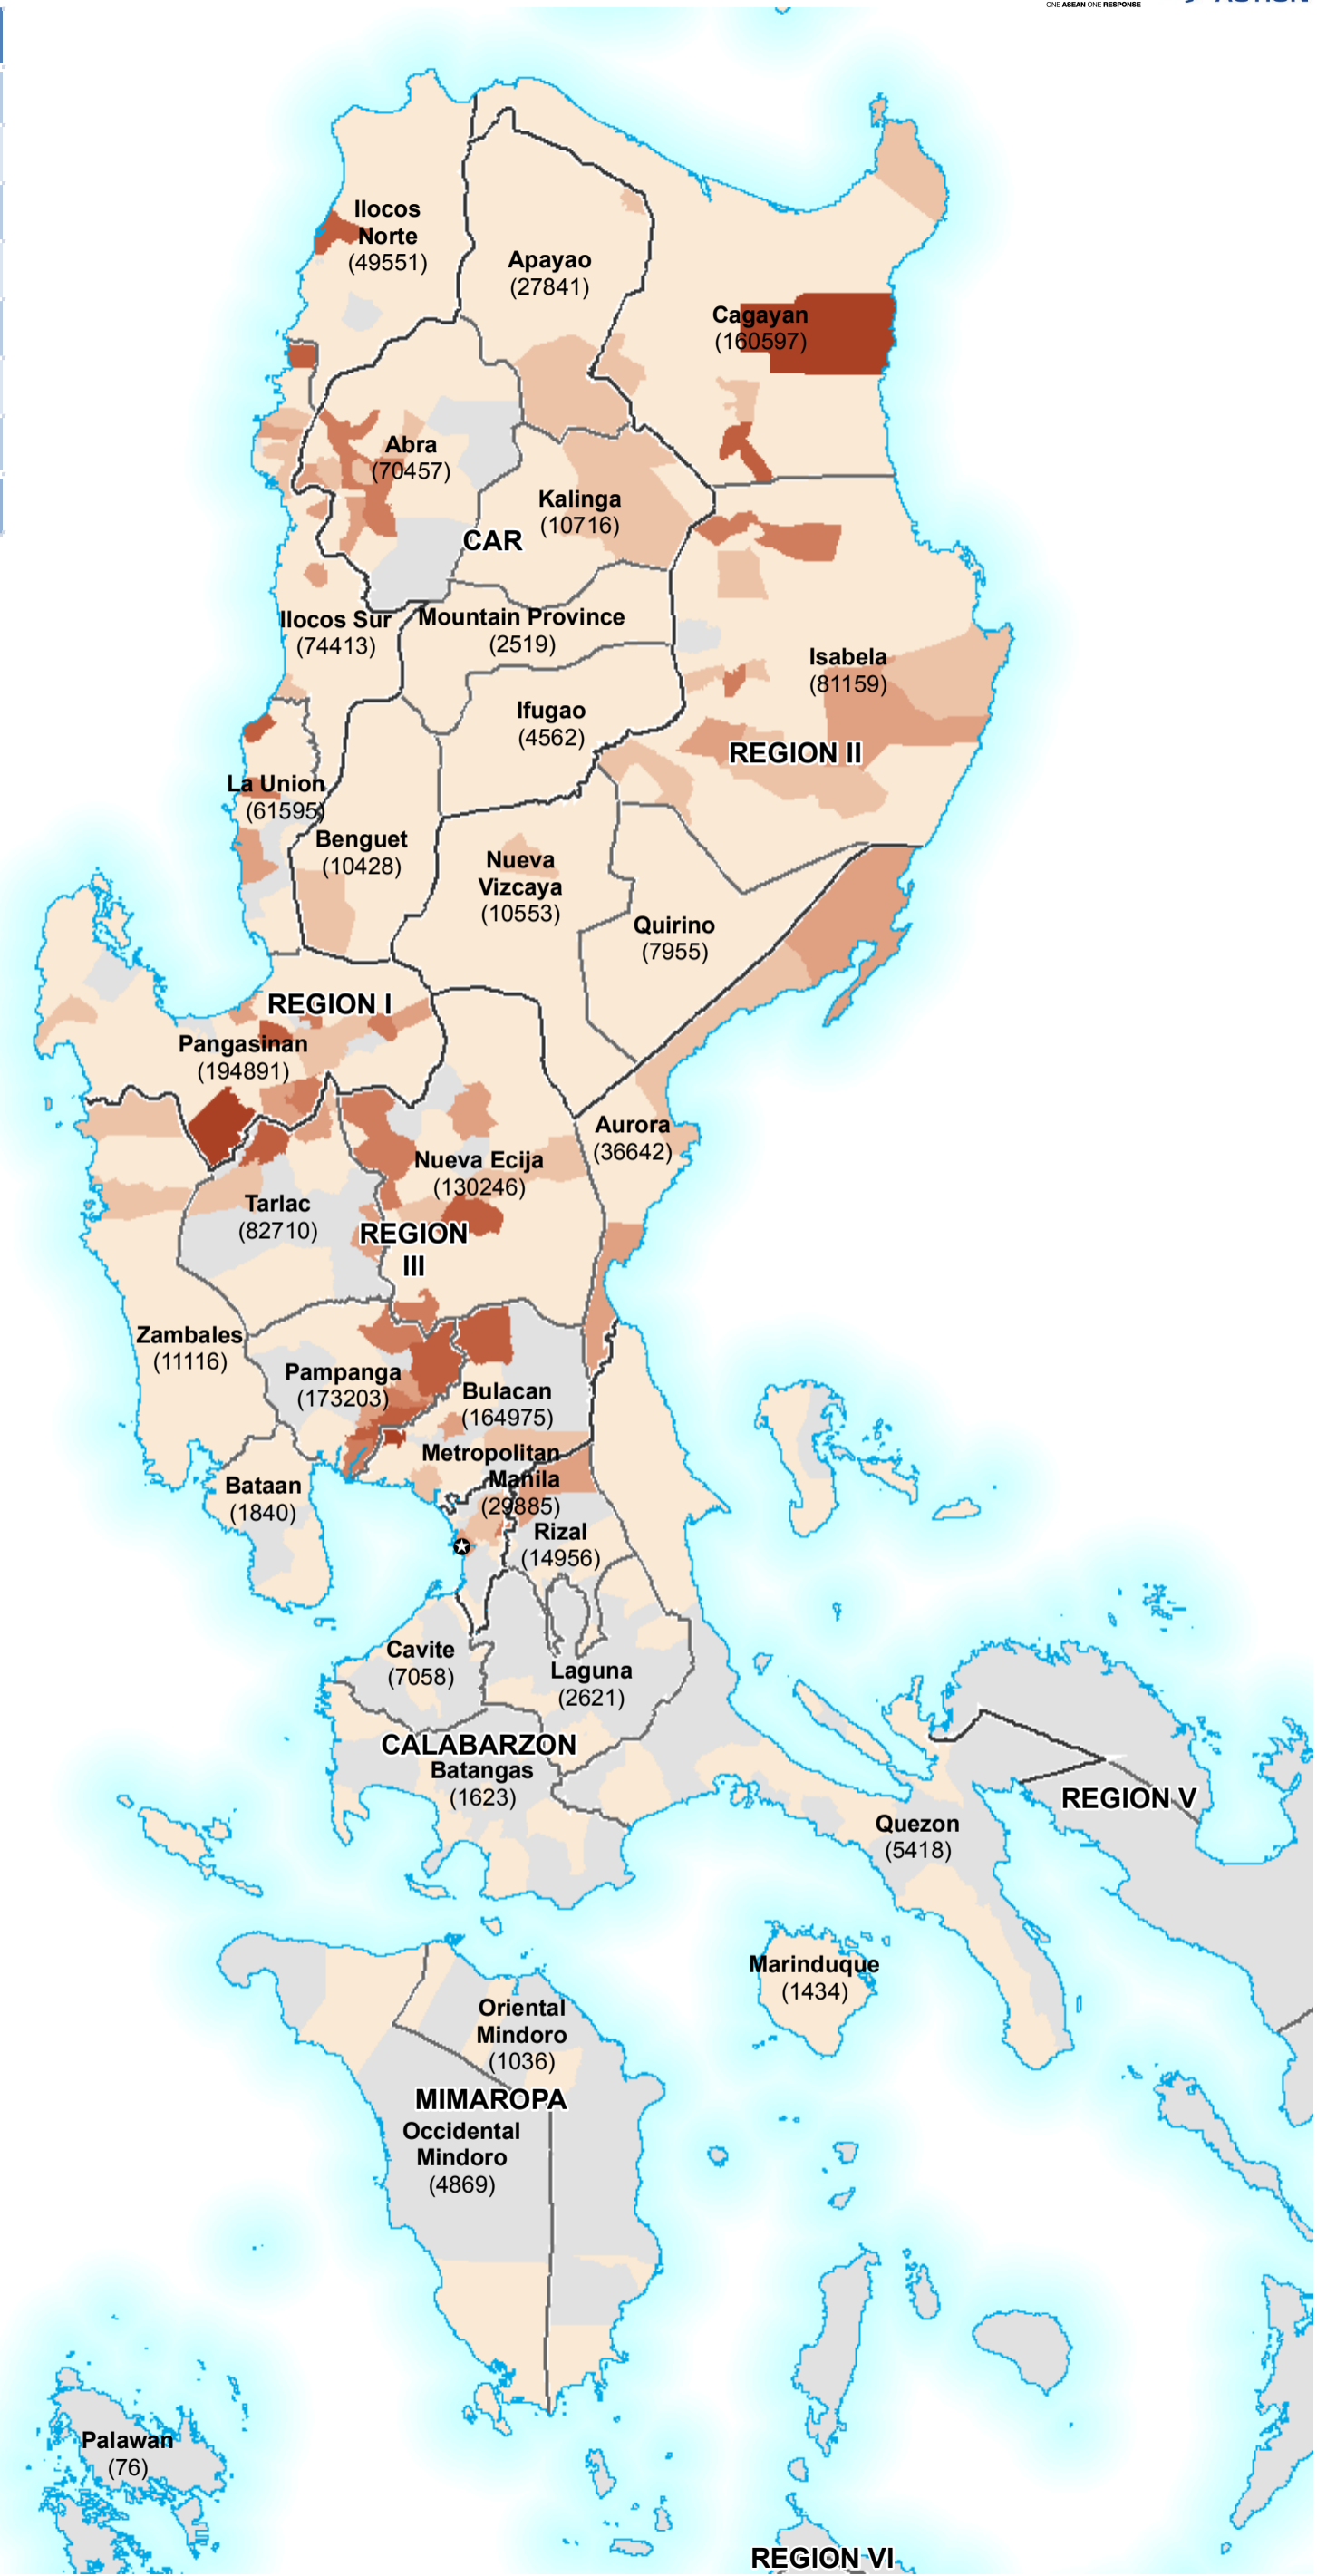 ONE ASEAN ONE RESPONSE
Ilocos
Norte
(49551)
Apayao
(27841)
Cagayan
(160597)
Abra
(70457)
Kalinga
(10716)
CAR
Ilocos Sur
(74413)
Mountain Province
(2519)
Isabela
(81159)
Ifugao
(4562)
REGION II
La Union
(61595)
Benguet
(10428)
Nueva
Vizcaya
(10553)
Quirino
(7955)
REGION I
Pangasinan
(194891)
Aurora
(36642)
Nueva Ecija
(130246)
Tarlac
(82710)
REGION
III
Zambales
(11116)
Pampanga
(173203)
Bulacan
(164975)
Metropolitan
Manila
(29885)
Bataan
(1840)
Rizal
(14956)
Cavite
(7058)
Laguna
(2621)
CALABARZON
Batangas
(1623)
REGION V
Quezon
(5418)
Marinduque
(1434)
Oriental
Mindoro
(1036)
MIMAROPA
Occidental
Mindoro
(4869)
Palawan
(76)
REGION VI